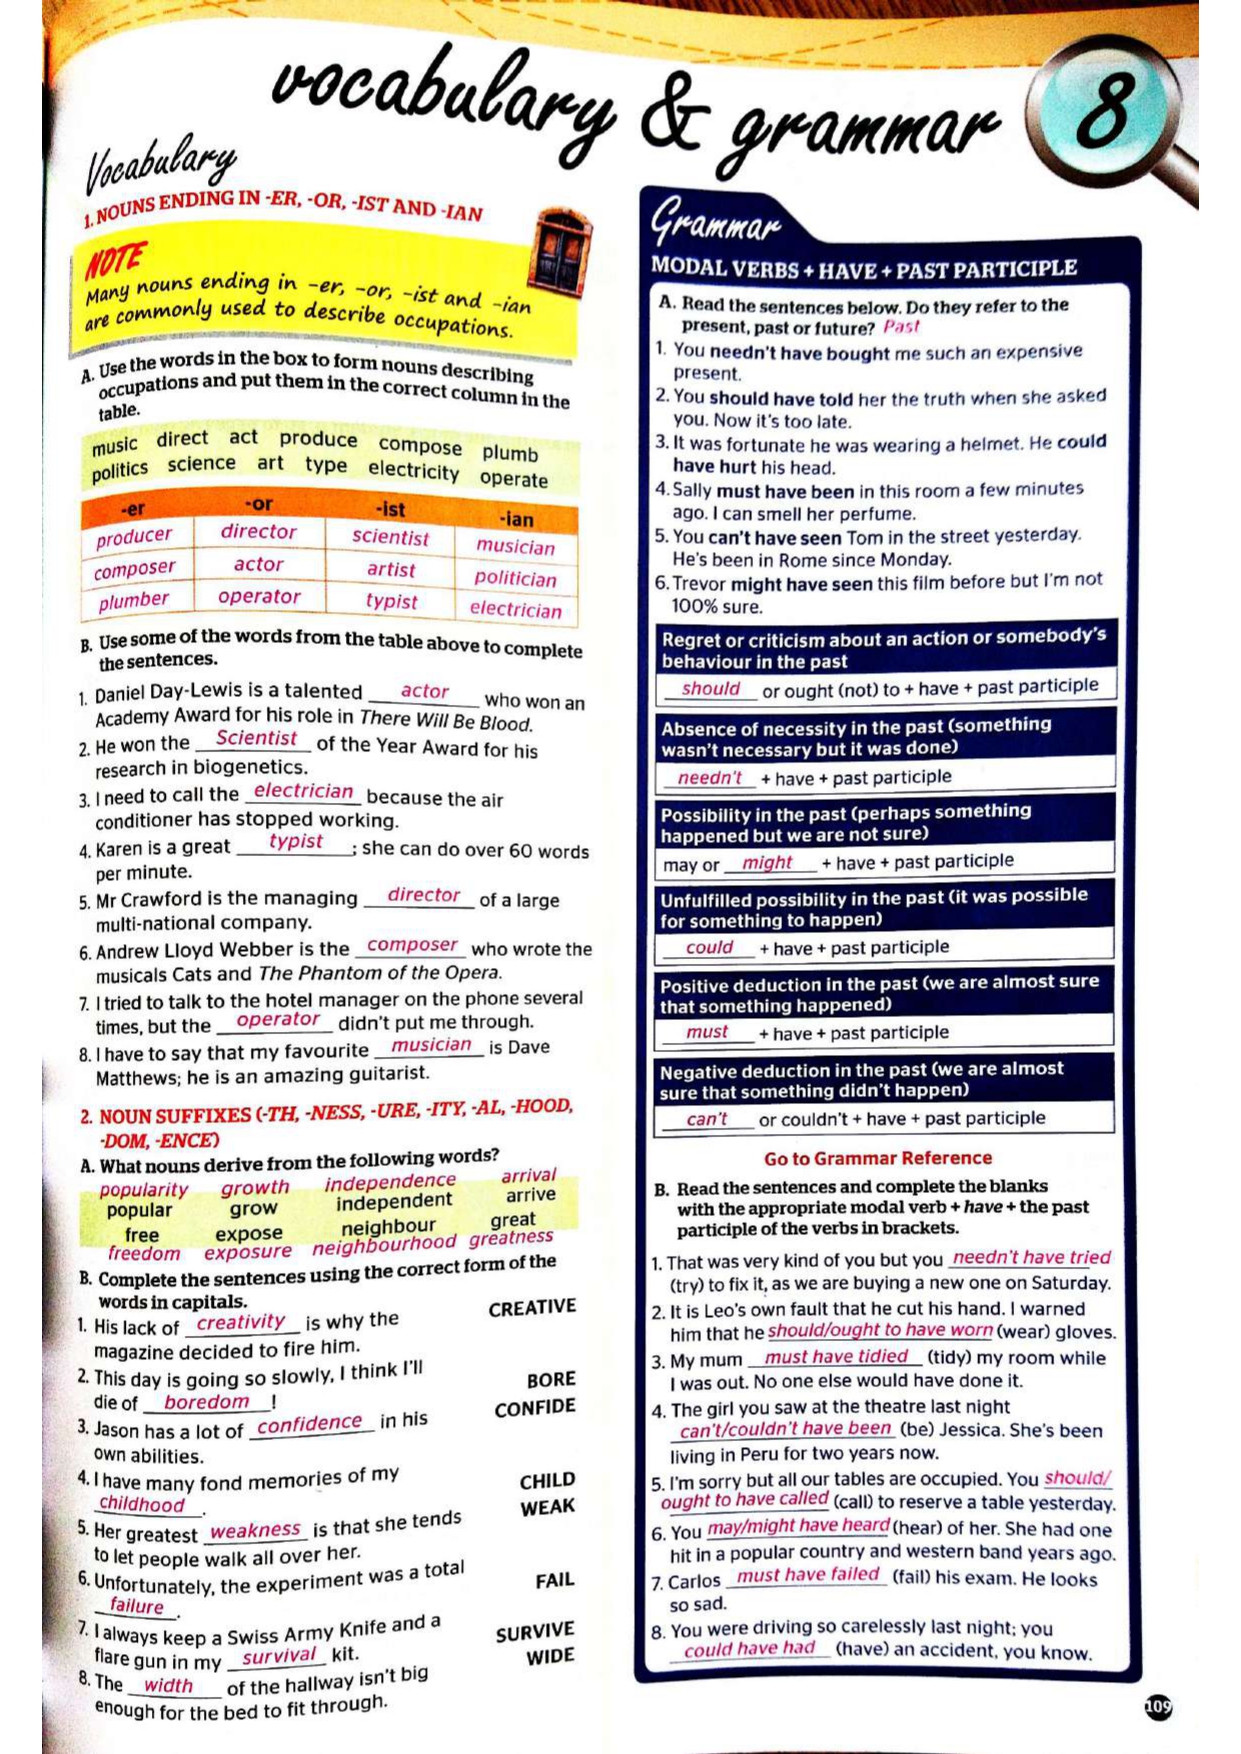 vocabulary & grammar 8
Vocabulary
1. NOUNS ENDING IN -ER, -OR, -IST AND -IAN
NOTE
Many nouns ending in -er, -or, -ist and -ian
are commonly used to describe occupations.
A. Use the words in the box to form nouns describing
occupations and put them in the correct column in the
table.
music direct act produce compose plumb
politics science art type electricity operate
-er -or -ist -ian
producer director scientist musician
composer actor artist politician
plumber operator typist electrician
B. Use some of the words from the table above to complete
the sentences.
1. Daniel Day-Lewis is a talented actor who won an
Academy Award for his role in There Will Be Blood.
2. He won the Scientist of the Year Award for his
research in biogenetics.
3. I need to call the electrician because the air
conditioner has stopped working.
4. Karen is a great typist ; she can do over 60 words
per minute.
5. Mr Crawford is the managing director of a large
multi-national company.
6. Andrew Lloyd Webber is the composer who wrote the
musicals Cats and The Phantom of the Opera.
7. I tried to talk to the hotel manager on the phone several
times, but the operator didn't put me through.
8. I have to say that my favourite musician is Dave
Matthews; he is an amazing guitarist.
2. NOUN SUFFIXES (-TH, -NESS, -URE, -ITY, -AL, -HOOD,
-DOM, -ENCE)
A. What nouns derive from the following words?
popularity growth independence arrival
popular grow independent arrive
free expose neighbour great
freedom exposure neighbourhood greatness
B. Complete the sentences using the correct form of the
words in capitals.
1. His lack of creativity is why the CREATIVE
magazine decided to fire him.
2. This day is going so slowly, I think I'll BORE
die of boredom !
3. Jason has a lot of confidence in his CONFIDE
own abilities.
4. I have many fond memories of my CHILD
childhood .
5. Her greatest weakness is that she tends WEAK
to let people walk all over her.
6. Unfortunately, the experiment was a total FAIL
failure .
7. I always keep a Swiss Army Knife and a SURVIVE
flare gun in my survival kit.
8. The width of the hallway isn't big WIDE
enough for the bed to fit through.
Grammar
MODAL VERBS + HAVE + PAST PARTICIPLE
A. Read the sentences below. Do they refer to the
present, past or future? Past
1. You needn't have bought me such an expensive
present.
2. You should have told her the truth when she asked
you. Now it's too late.
3. It was fortunate he was wearing a helmet. He could
have hurt his head.
4. Sally must have been in this room a few minutes
ago. I can smell her perfume.
5. You can't have seen Tom in the street yesterday.
He's been in Rome since Monday.
6. Trevor might have seen this film before but I'm not
100% sure.
Regret or criticism about an action or somebody's
behaviour in the past
should or ought (not) to + have + past participle
Absence of necessity in the past (something
wasn't necessary but it was done)
needn't + have + past participle
Possibility in the past (perhaps something
happened but we are not sure)
may or might + have + past participle
Unfulfilled possibility in the past (it was possible
for something to happen)
could + have + past participle
Positive deduction in the past (we are almost sure
that something happened)
must + have + past participle
Negative deduction in the past (we are almost
sure that something didn't happen)
can't or couldn't + have + past participle
Go to Grammar Reference
B. Read the sentences and complete the blanks
with the appropriate modal verb + have + the past
participle of the verbs in brackets.
1. That was very kind of you but you needn't have tried
(try) to fix it, as we are buying a new one on Saturday.
2. It is Leo's own fault that he cut his hand. I warned
him that he should/ought to have worn (wear) gloves.
3. My mum must have tidied (tidy) my room while
I was out. No one else would have done it.
4. The girl you saw at the theatre last night
can't/couldn't have been (be) Jessica. She's been
living in Peru for two years now.
5. I'm sorry but all our tables are occupied. You should/
ought to have called (call) to reserve a table yesterday.
6. You may/might have heard (hear) of her. She had one
hit in a popular country and western band years ago.
7. Carlos must have failed (fail) his exam. He looks
so sad.
8. You were driving so carelessly last night; you
could have had (have) an accident, you know.
109